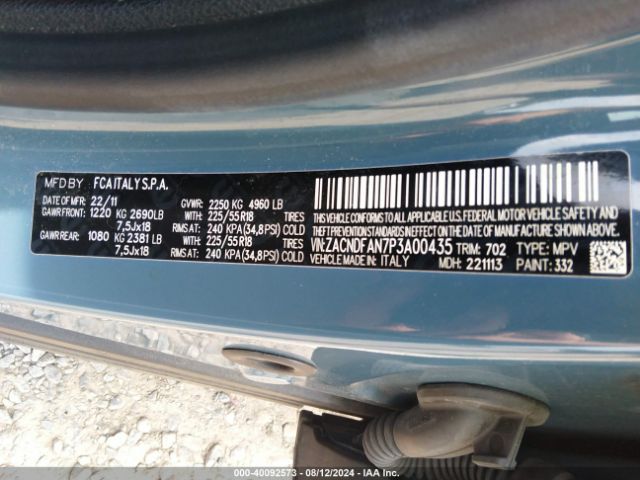 MFD BY FCA ITALY S.P.A.
DATE OF MFR 22/11 GVWR: 2250 KG 4960 LB
GAWR FRONT: 1220 KG 2690LB WITH: 225/55R18 TIRES
7,5Jx18 RIMS AT: 240 KPA (34,8PSI) COLD
GAWR REAR: 1080 KG 2381 LB WITH: 225/55R18 TIRES
7,5Jx18 RIMS AT: 240 KPA (34,8PSI) COLD
THIS VEHICLE CONFORMS TO ALL APPLICABLE U.S. FEDERAL MOTOR VEHICLE SAFETY, BUMPER, AND
THEFT PREVENTION STANDARDS IN EFFECT ON THE DATE OF MANUFACTURE SHOWN ABOVE.
VIN: ZACNDFAN7P3A00435 TRIM: 702 TYPE: MPV
VEHICLE MADE IN: ITALY MDH: 221113 PAINT: 332
000-40092573 - 08/12/2024 - IAA Inc.